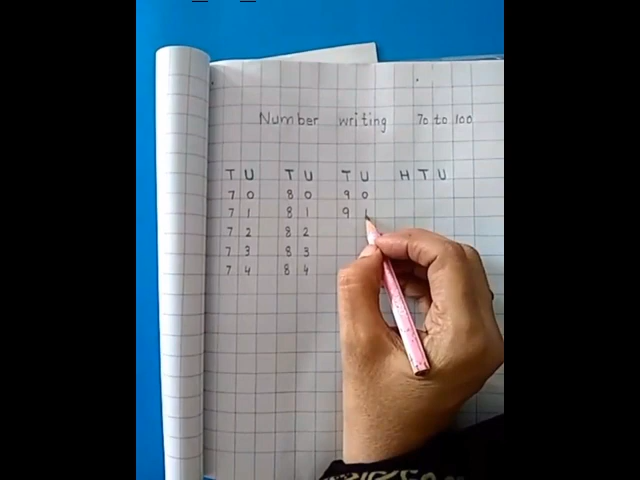 Number writing 70 to 100
T U T U T U H T U
7 0 8 0 9 0
7 1 8 1 9 1
7 2 8 2
7 3 8 3
7 4 8 4